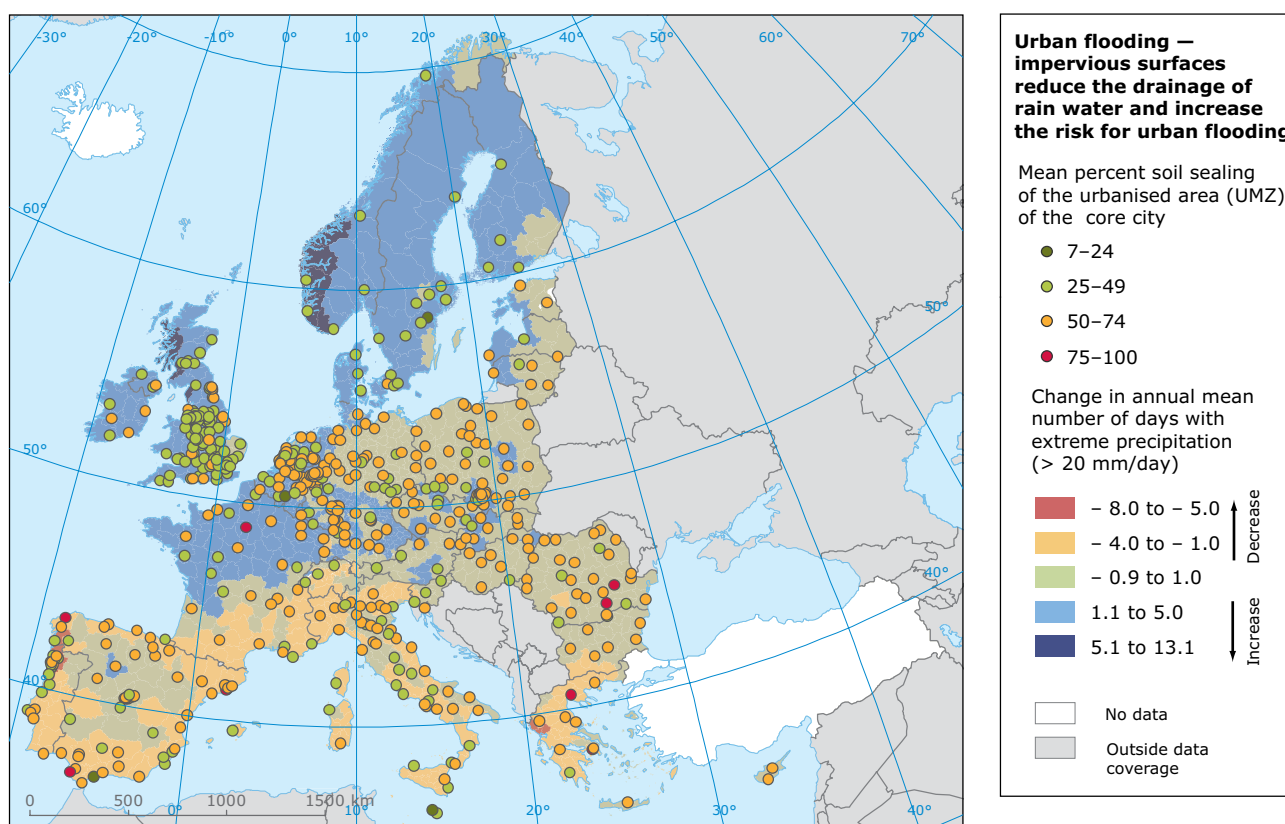 -30° -20° -10° 0° 10° 20° 30° 40° 50° 60° 70°
60°
50°
50°
40°
40°
0 500 1000 1500 km
0° 10° 20° 30° 40°
Urban flooding —
impervious surfaces
reduce the drainage of
rain water and increase
the risk for urban flooding
Mean percent soil sealing
of the urbanised area (UMZ)
of the core city
7–24
25–49
50–74
75–100
Change in annual mean
number of days with
extreme precipitation
(> 20 mm/day)
– 8.0 to – 5.0
– 4.0 to – 1.0
Decrease
– 0.9 to 1.0
1.1 to 5.0
5.1 to 13.1
Increase
No data
Outside data
coverage